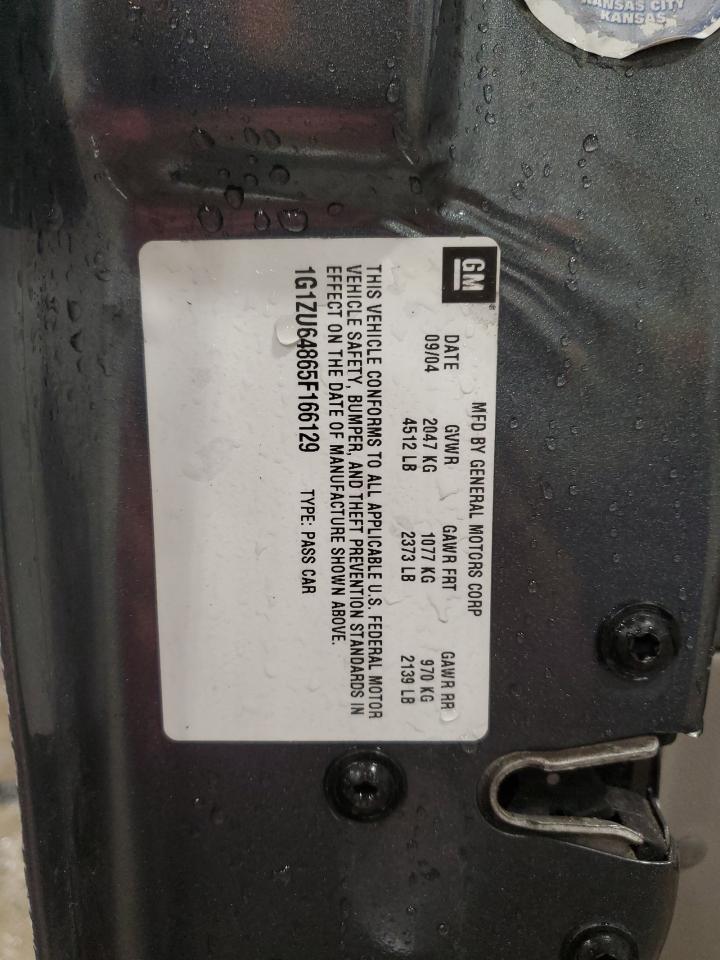 KANSAS CITY
KANSAS
GM
MFD BY GENERAL MOTORS CORP
DATE GVWR GAWR FRT GAWR RR
09/04 2047 KG 1077 KG 970 KG
4512 LB 2373 LB 2139 LB
THIS VEHICLE CONFORMS TO ALL APPLICABLE U.S. FEDERAL MOTOR
VEHICLE SAFETY, BUMPER, AND THEFT PREVENTION STANDARDS IN
EFFECT ON THE DATE OF MANUFACTURE SHOWN ABOVE.
1G1ZU64865F166129 TYPE: PASS CAR